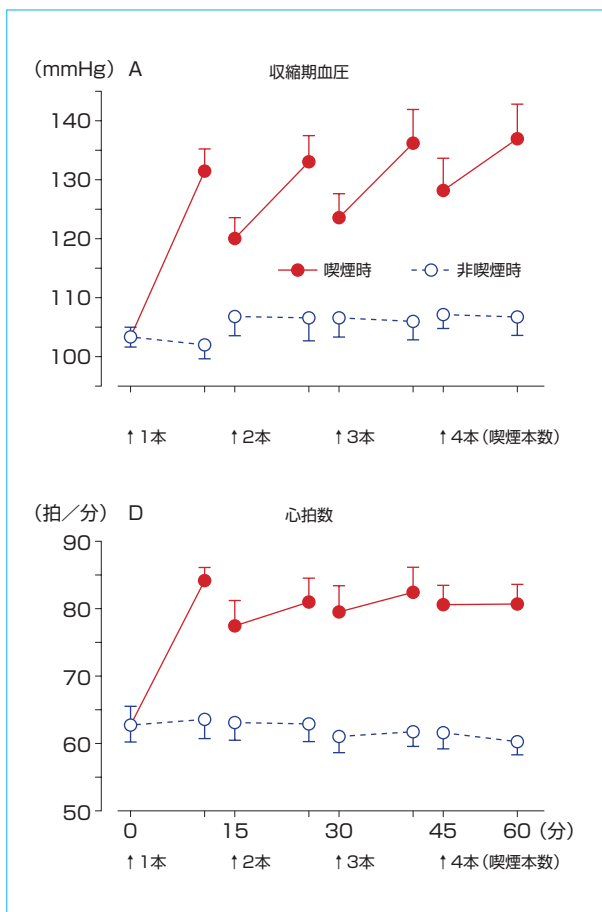 (mmHg) A 収縮期血圧
140
130
120
喫煙時 非喫煙時
110
100
↑1本 ↑2本 ↑3本 ↑4本(喫煙本数)
(拍/分) D 心拍数
90
80
70
60
50
0 15 30 45 60 (分)
↑1本 ↑2本 ↑3本 ↑4本(喫煙本数)